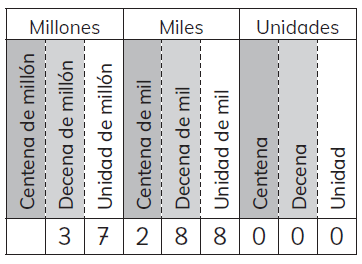 Millones Miles Unidades
Centena de millón Decena de millón Unidad de millón Centena de mil Decena de mil Unidad de mil Centena Decena Unidad
3 7 2 8 8 0 0 0